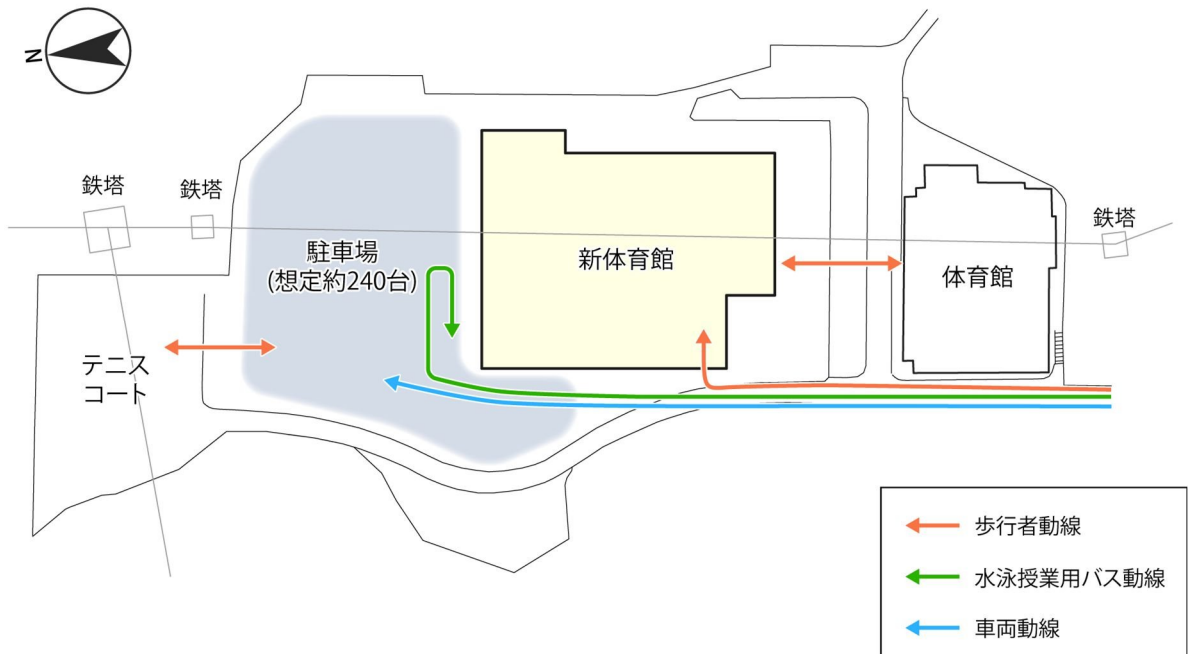 N
鉄塔
鉄塔
鉄塔
駐車場
(想定約240台)
新体育館
体育館
テニス
コート
歩行者動線
水泳授業用バス動線
車両動線